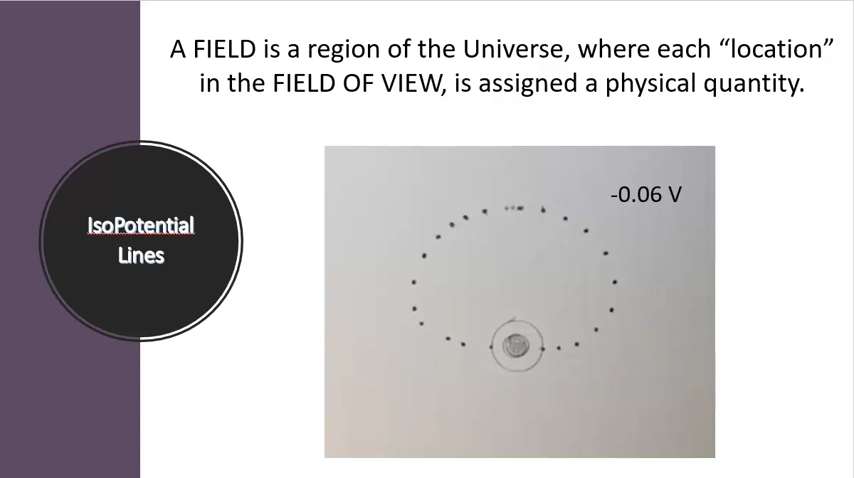 A FIELD is a region of the Universe, where each “location”
in the FIELD OF VIEW, is assigned a physical quantity.
IsoPotential
Lines
-0.06 V